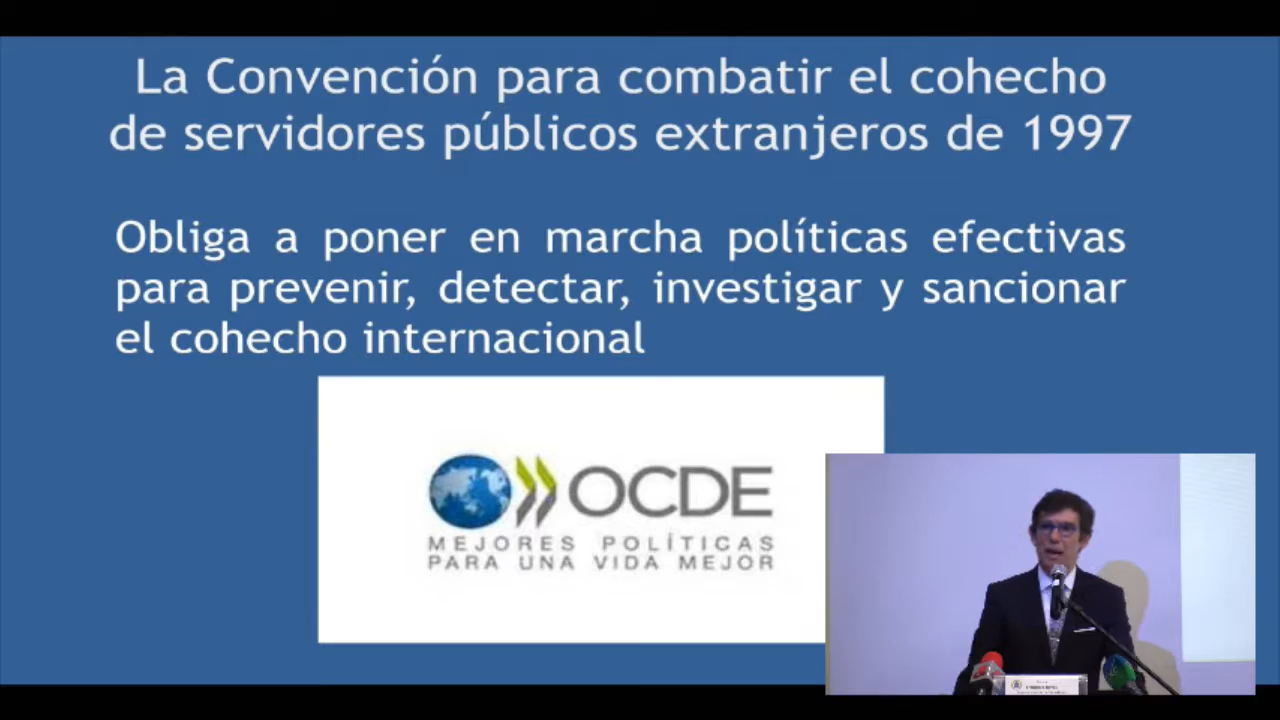 La Convención para combatir el cohecho
de servidores públicos extranjeros de 1997
Obliga a poner en marcha políticas efectivas
para prevenir, detectar, investigar y sancionar
el cohecho internacional
OCDE
MEJORES POLÍTICAS
PARA UNA VIDA MEJOR